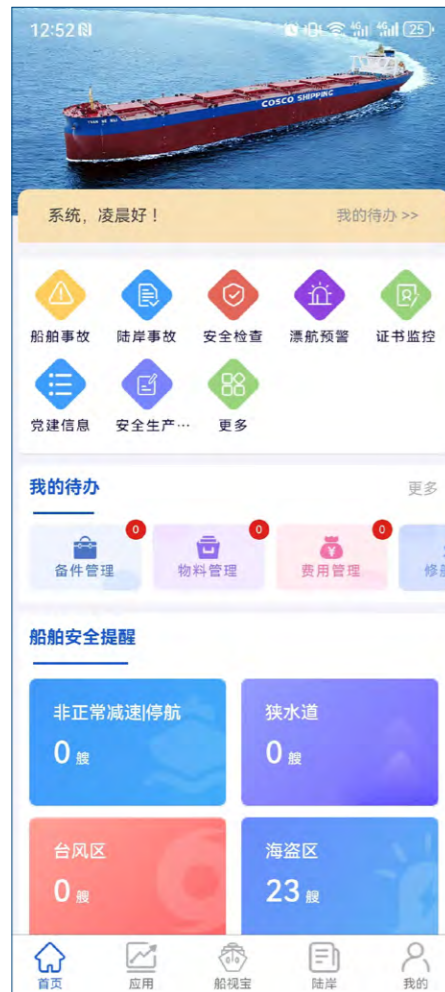 12:52
4G 4G 25
COSCO SHIPPING
系统，凌晨好！
我的待办 >>
船舶事故 陆岸事故 安全检查 漂航预警 证书监控
党建信息 安全生产… 更多
我的待办
更多
0 0 0
备件管理 物料管理 费用管理
船舶安全提醒
非正常减速|停航 狭水道
0 艘 0 艘
台风区 海盗区
0 艘 23 艘
首页 应用 船视宝 陆岸 我的